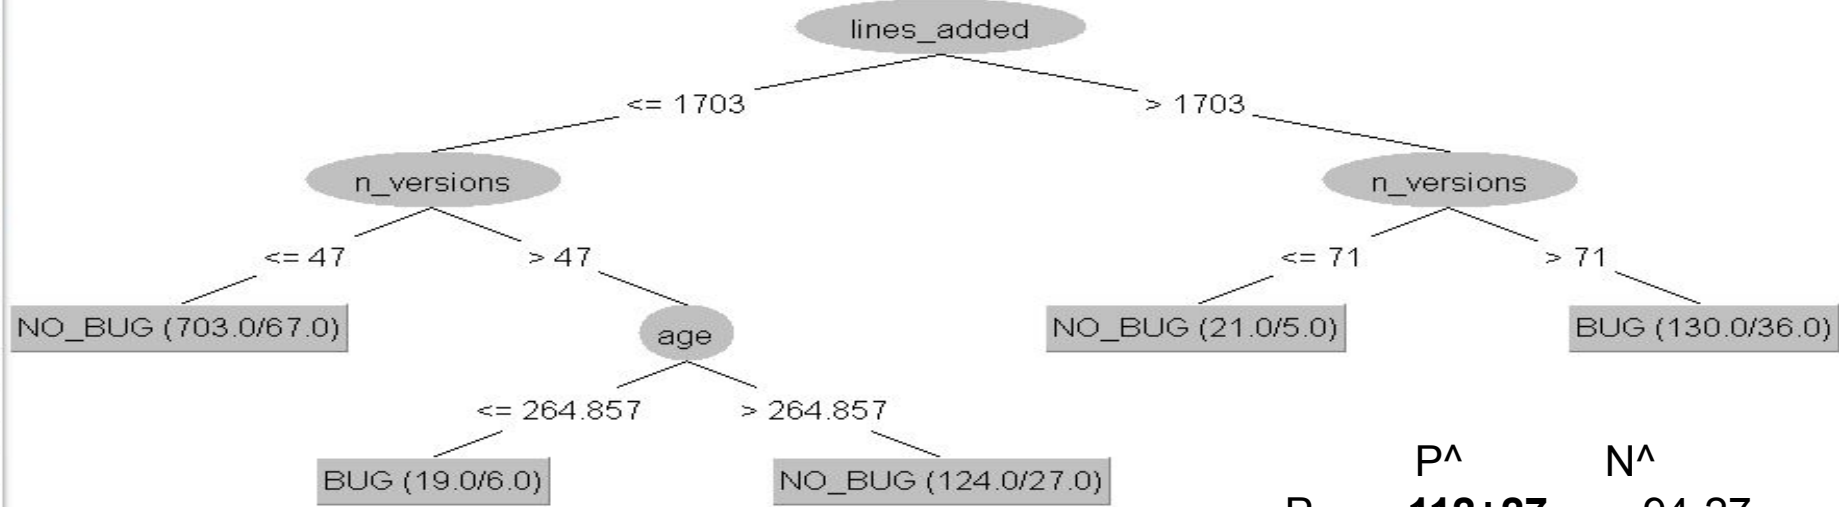 lines_added
<= 1703 > 1703
n_versions n_versions
<= 47 > 47 <= 71 > 71
NO_BUG (703.0/67.0) age NO_BUG (21.0/5.0) BUG (130.0/36.0)
<= 264.857 > 264.857
BUG (19.0/6.0) NO_BUG (124.0/27.0)
P^ N^